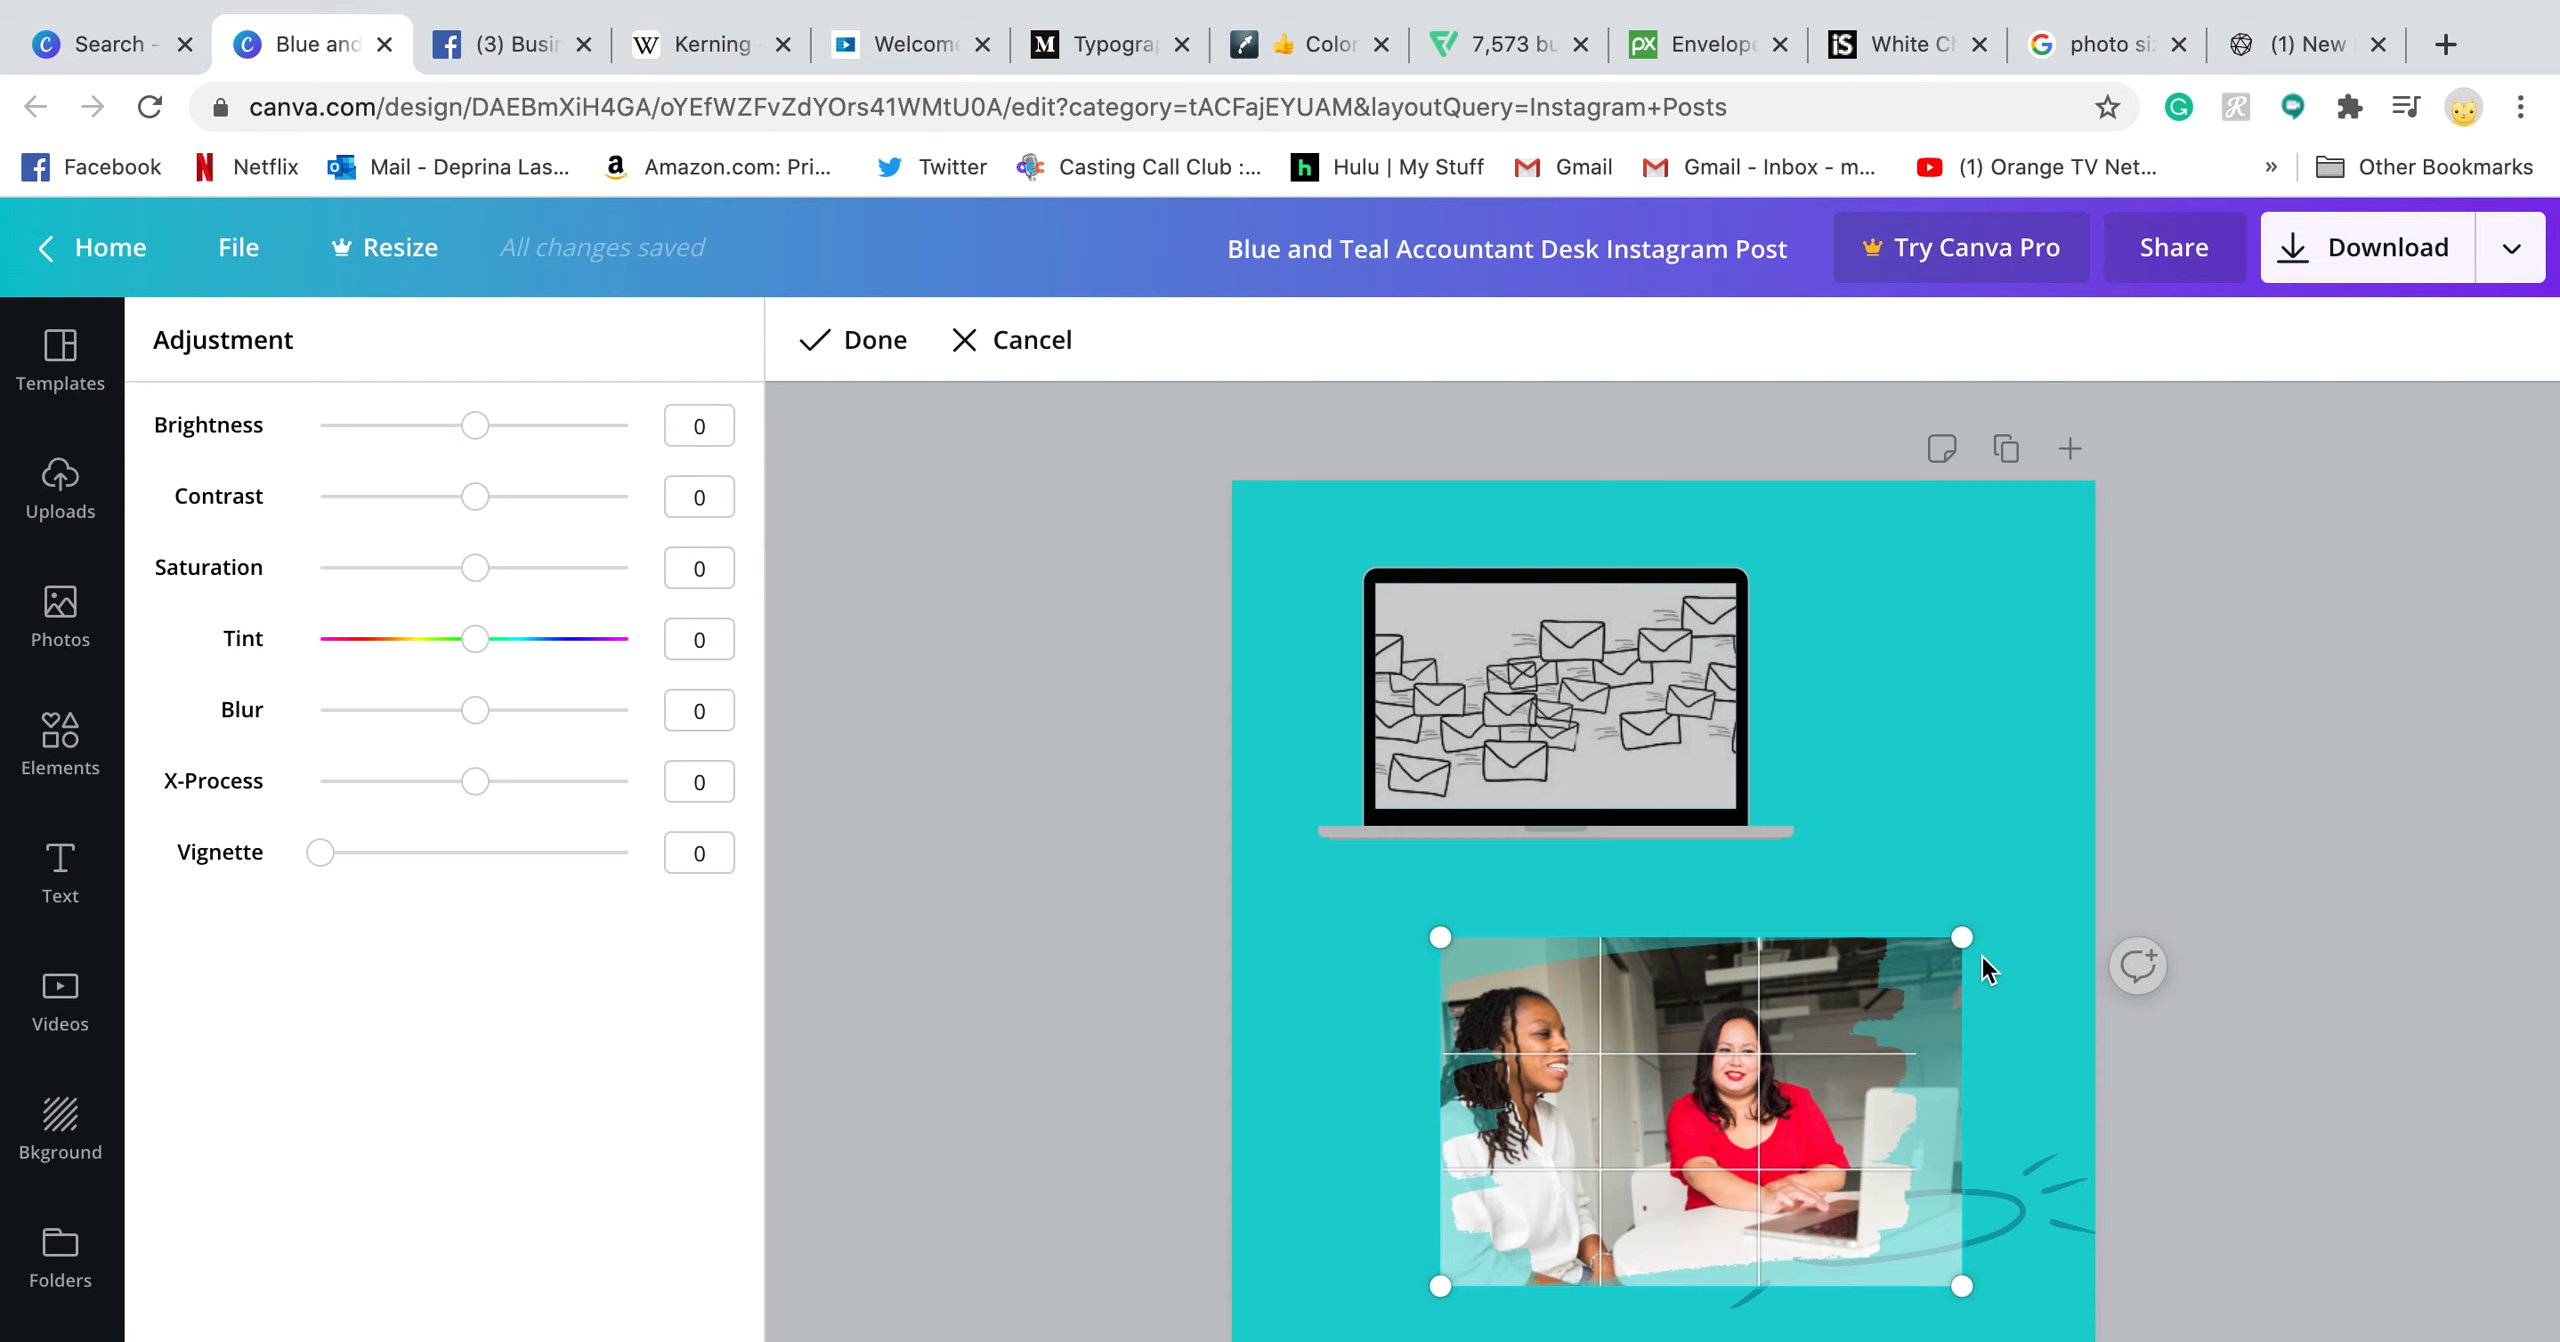 Search -
Blue and
(3) Busin
Kerning
Welcome
Typogra
👍 Color
7,573 bu
Envelope
White Ch
photo si
(1) New
canva.com/design/DAEBmXiH4GA/oYEfWZFvZdYOrs41WMtU0A/edit?category=tACFajEYUAM&layoutQuery=Instagram+Posts
Facebook
Netflix
Mail - Deprina Las...
Amazon.com: Pri...
Twitter
Casting Call Club :...
Hulu | My Stuff
Gmail
Gmail - Inbox - m...
(1) Orange TV Net...
»
Other Bookmarks
Home
File
Resize
All changes saved
Blue and Teal Accountant Desk Instagram Post
Try Canva Pro
Share
Download
Templates
Uploads
Photos
Elements
Text
Videos
Bkground
Folders
Adjustment
Done
Cancel
Brightness 0
Contrast 0
Saturation 0
Tint 0
Blur 0
X-Process 0
Vignette 0